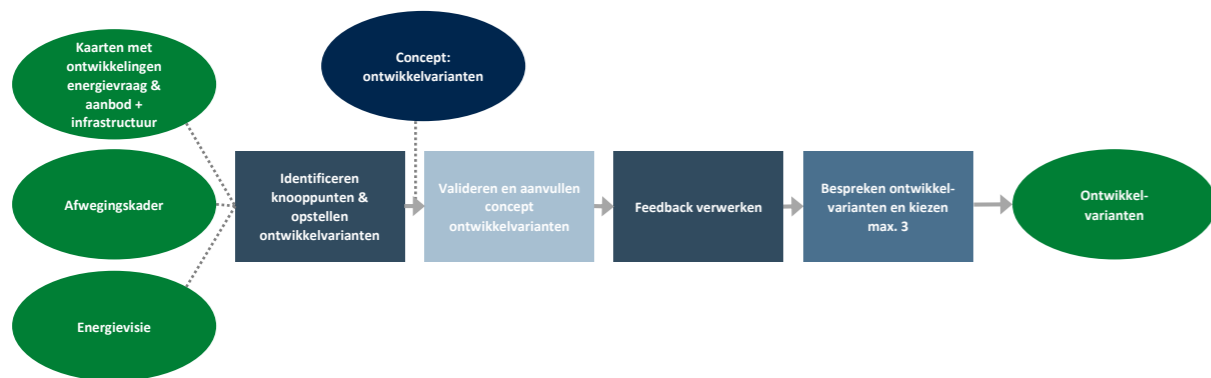 Kaarten met
ontwikkelingen
energievraag &
aanbod +
infrastructuur
Afwegingskader
Energievisie
Concept:
ontwikkelvarianten
Identificeren
knooppunten &
opstellen
ontwikkelvarianten
Valideren en aanvullen
concept
ontwikkelvarianten
Feedback verwerken
Bespreken ontwikkel-
varianten en kiezen
max. 3
Ontwikkel-
varianten